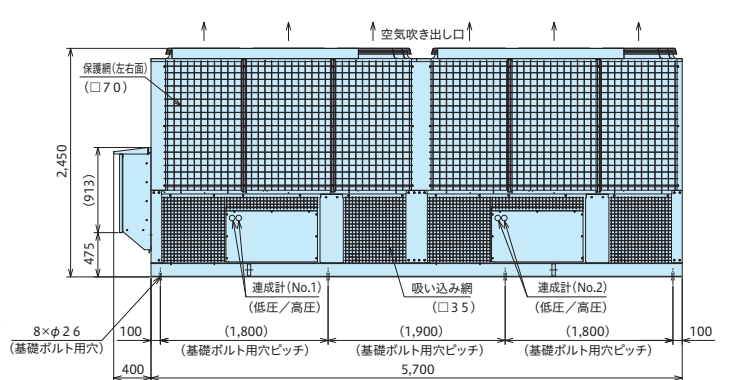 空気吹き出し口
保護網(左右面)
(□70)
2,450
(913)
475
連成計(No.1)
(低圧/高圧)
吸い込み網
(□35)
連成計(No.2)
(低圧/高圧)
8×φ26
(基礎ボルト用穴)
100
(1,800)
(基礎ボルト用穴ピッチ)
(1,900)
(基礎ボルト用穴ピッチ)
(1,800)
(基礎ボルト用穴ピッチ)
100
400
5,700